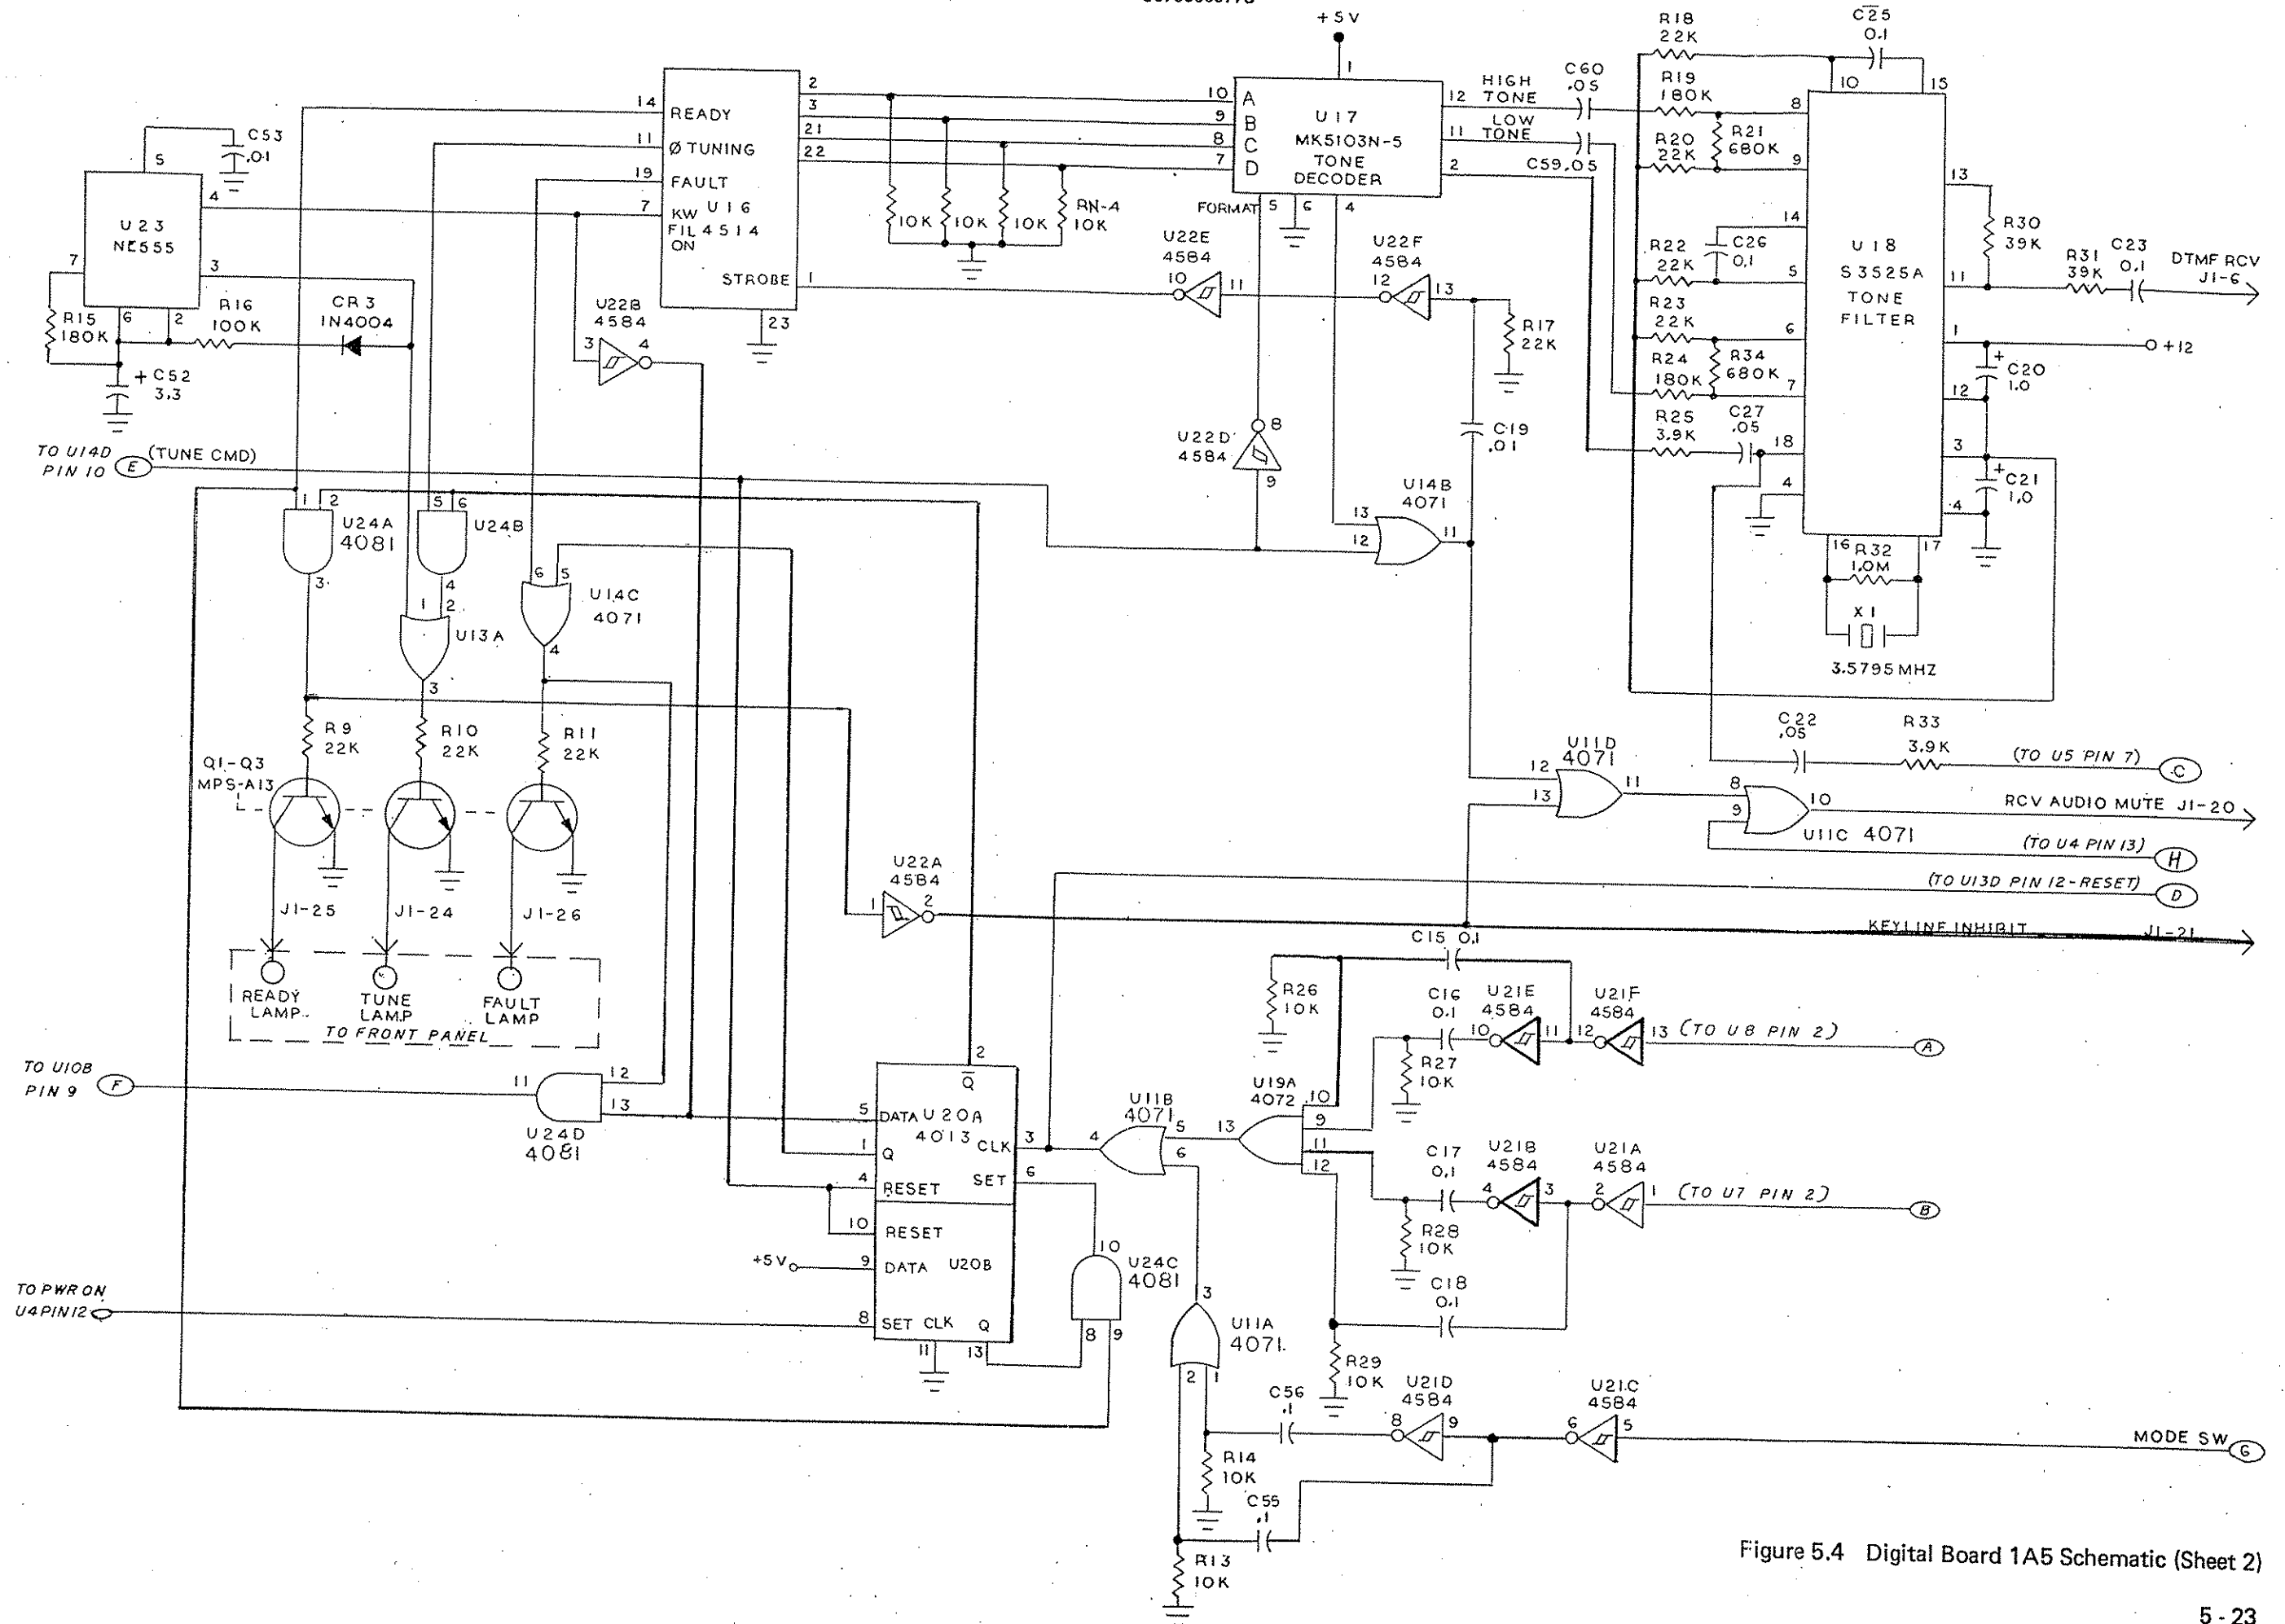 +5V
R18
22K
C25
0.1
10
15
C53
.01
5
U23
NE555
4
7
3
6
2
R15
180K
R16
100K
CR3
1N4004
+ C52
3.3
14
READY
11
Ø TUNING
19
FAULT
7
KW U16
FIL 4514
ON
STROBE
2
3
21
22
1
23
10K
10K
10K
RN-4
10K
U22B
4584
3
4
1
10
A
9
B
8
C
7
D
U17
MK5103N-5
TONE
DECODER
12
HIGH
TONE
11
LOW
TONE
2
C60
.05
C59.05
FORMAT
5
6
4
U22E
4584
10
11
U22F
4584
12
13
R17
22K
C19
.01
U22D
4584
8
9
U14B
4071
13
12
11
R19
180K
R20
22K
R21
680K
R22
22K
C26
0.1
R23
22K
R24
180K
R34
680K
R25
3.9K
C27
.05
8
9
14
5
6
7
18
4
U18
S3525A
TONE
FILTER
13
11
1
12
3
4
R30
39K
R31
39K
C23
0.1
DTMF RCV
J1-6
+12
+
C20
1.0
+
C21
1.0
16
17
R32
1.0M
X1
3.5795MHZ
TO U14D
PIN 10
E
(TUNE CMD)
1
2
U24A
4081
3
5
6
U24B
4
1
2
U13A
3
6
5
U14C
4071
4
R9
22K
R10
22K
R11
22K
Q1-Q3
MPS-A13
J1-25
J1-24
J1-26
READY
LAMP
TUNE
LAMP
FAULT
LAMP
TO FRONT PANEL
C22
.05
R33
3.9K
(TO U5 PIN 7)
C
U11D
4071
12
13
11
8
9
10
U11C 4071
RCV AUDIO MUTE J1-20
(TO U4 PIN 13)
H
(TO U13D PIN 12-RESET)
D
U22A
4584
1
2
KEYLINE INHIBIT J1-21
C15 0.1
R26
10K
C16
0.1
U21E
4584
10
11
U21F
4584
12
13
(TO U8 PIN 2)
A
R27
10K
TO U10B
PIN 9
F
11
12
13
U24D
4081
2
Q̅
5
DATA U20A
4013
1
Q
CLK
3
4
RESET
SET
6
10
RESET
+5V
9
DATA
U20B
8
SET CLK
Q
11
13
U11B
4071
4
5
6
U19A
4072
13
10
9
11
12
C17
0.1
U21B
4584
4
3
U21A
4584
2
1
(TO U7 PIN 2)
B
R28
10K
C18
0.1
R29
10K
10
U24C
4081
8
9
3
U11A
4071
2
1
TO PWR ON
U4PIN12
C56
.1
U21D
4584
8
9
U21C
4584
6
5
MODE SW
G
R14
10K
C55
.1
R13
10K
Figure 5.4 Digital Board 1A5 Schematic (Sheet 2)
5 - 23